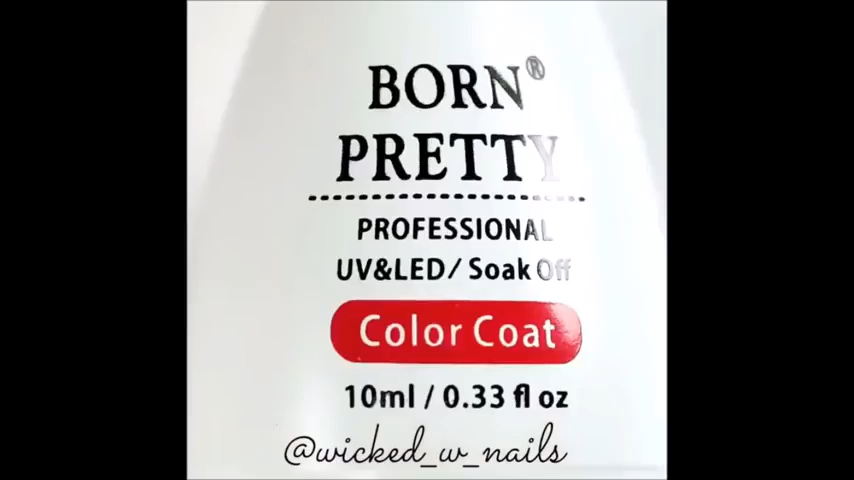 BORN®
PRETTY
PROFESSIONAL
UV&LED/ Soak Off
Color Coat
10ml / 0.33 fl oz
@wicked_w_nails